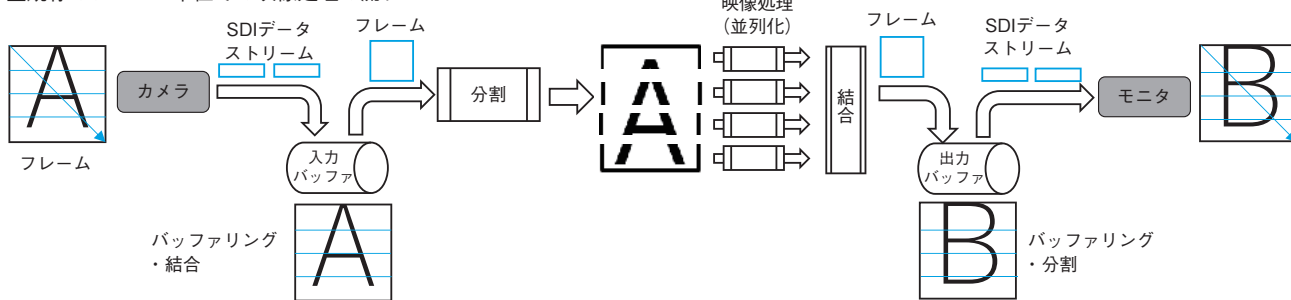 映像処理
(並列化)
SDIデータ
ストリーム
フレーム
フレーム
SDIデータ
ストリーム
A
カメラ
分割
A
結合
モニタ
B
フレーム
入力
バッファ
出力
バッファ
バッファリング
・結合
A
B
バッファリング
・分割